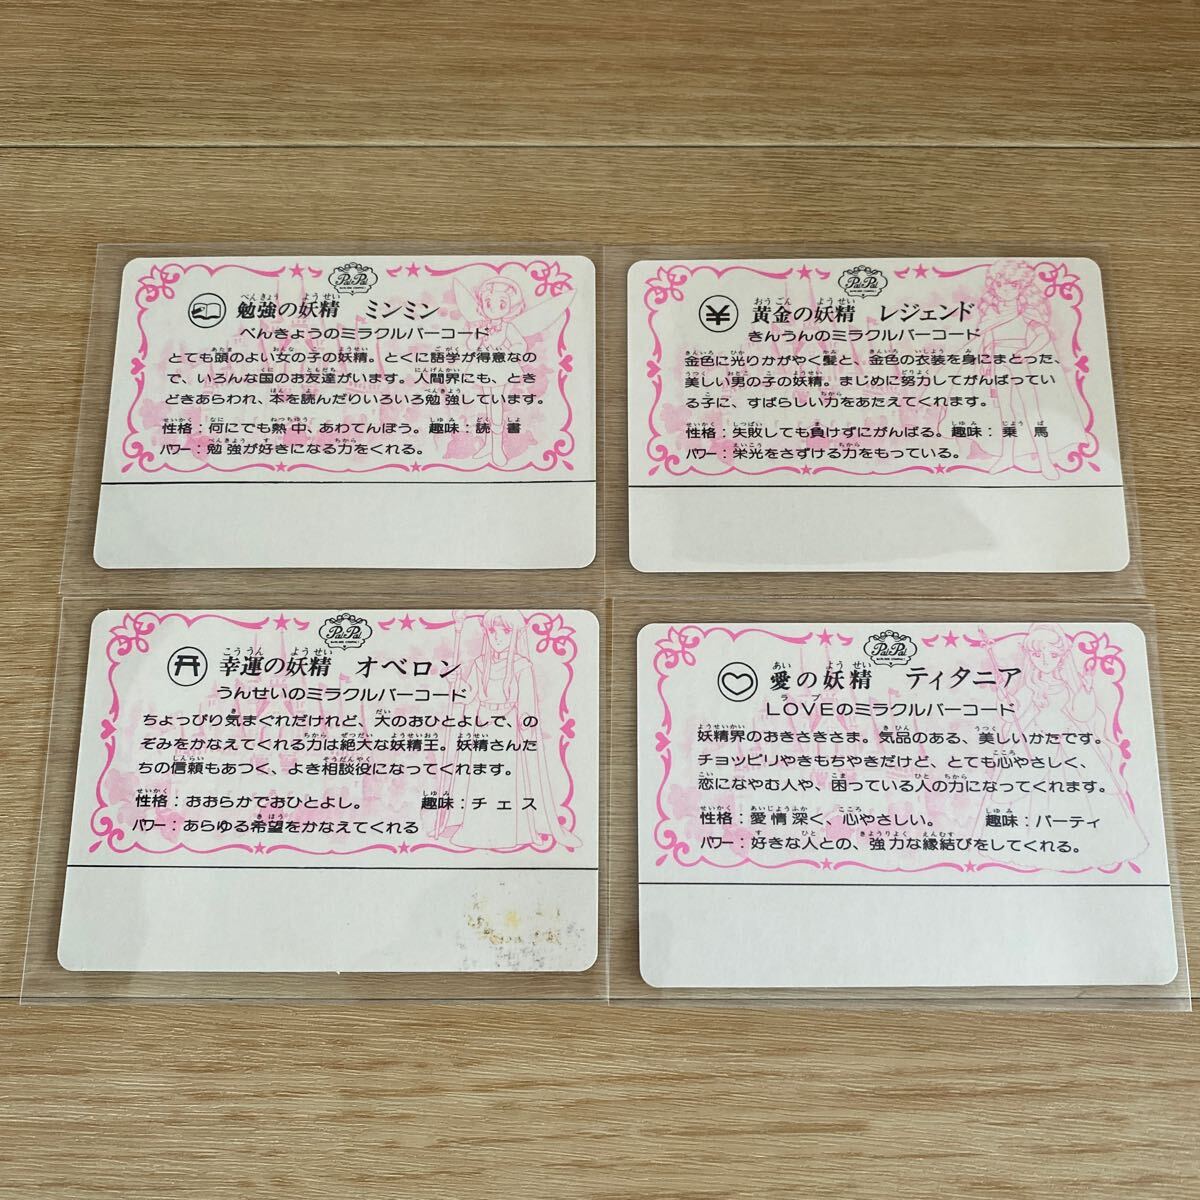 PaiPai
勉強の妖精 ミンミン
べんきょうのミラクルバーコード
とても頭のよい女の子の妖精。とくに語学が得意なの
で、いろんな国のお友達がいます。人間界にも、とき
どきあらわれ、本を読んだりいろいろ勉強しています。
性格：何にでも熱中、あわてんぼう。趣味：読書
パワー：勉強が好きになる力をくれる。
PaiPai
黄金の妖精 レジェンド
きんうんのミラクルバーコード
金色に光りかがやく髪と、金色の衣装を身にまとった、
美しい男の子の妖精。まじめに努力してがんばってい
る子に、すばらしい力をあたえてくれます。
性格：失敗しても負けずにがんばる。趣味：乗馬
パワー：栄光をさずける力をもっている。
PaiPai
幸運の妖精 オベロン
うんせいのミラクルバーコード
ちょっぴり気まぐれだけれど、大のおひとよしで、の
ぞみをかなえてくれる力は絶大な妖精王。妖精さんた
ちの信頼もあつく、よき相談役になってくれます。
性格：おおらかでおひとよし。 趣味：チェス
パワー：あらゆる希望をかなえてくれる
PaiPai
愛の妖精 ティタニア
LOVEのミラクルバーコード
妖精界のおきさきさま。気品のある、美しいかたです。
チョッピリやきもちやきだけど、とても心やさしく、
恋になやむ人や、困っている人の力になってくれます。
性格：愛情深く、心やさしい。 趣味：パーティ
パワー：好きな人との、強力な縁結びをしてくれる。